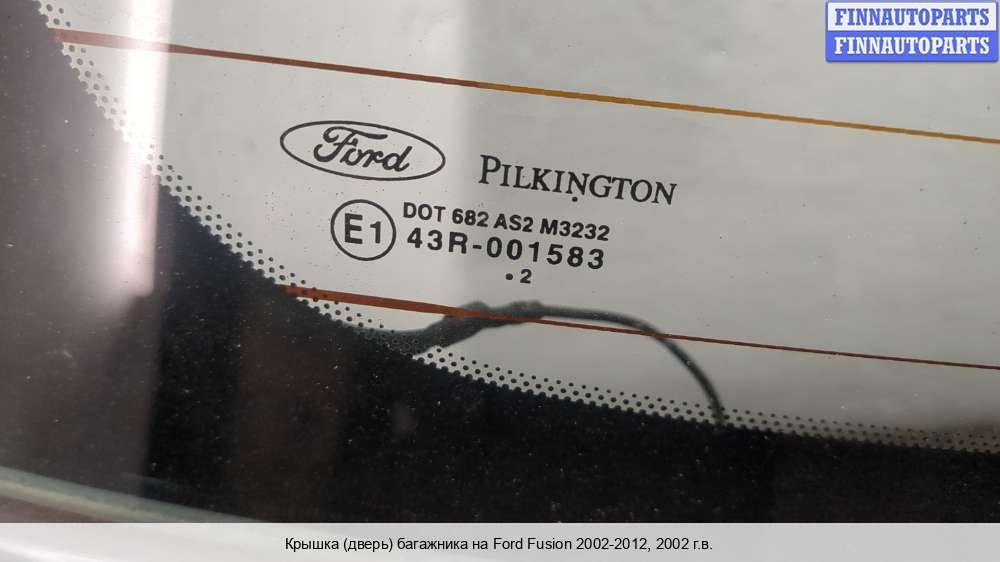 FINNAUTOPARTS
FINNAUTOPARTS
Ford PILKINGTON
E1 DOT 682 AS2 M3232
43R-001583
. 2
Крышка (дверь) багажника на Ford Fusion 2002-2012, 2002 г.в.